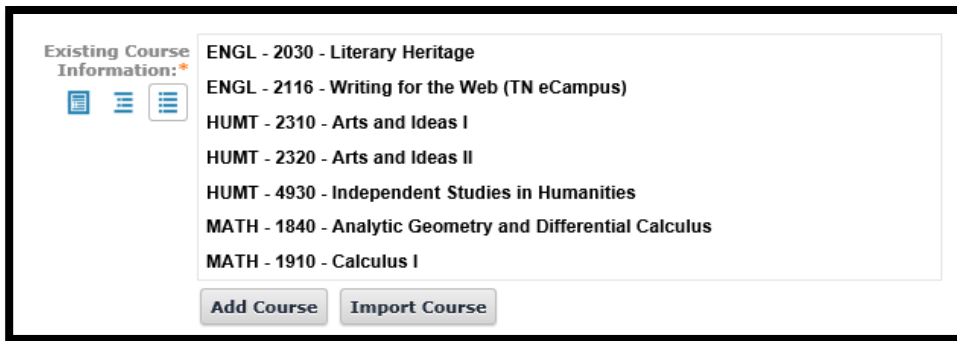 Existing Course
Information:*
ENGL - 2030 - Literary Heritage
ENGL - 2116 - Writing for the Web (TN eCampus)
HUMT - 2310 - Arts and Ideas I
HUMT - 2320 - Arts and Ideas II
HUMT - 4930 - Independent Studies in Humanities
MATH - 1840 - Analytic Geometry and Differential Calculus
MATH - 1910 - Calculus I
Add Course
Import Course